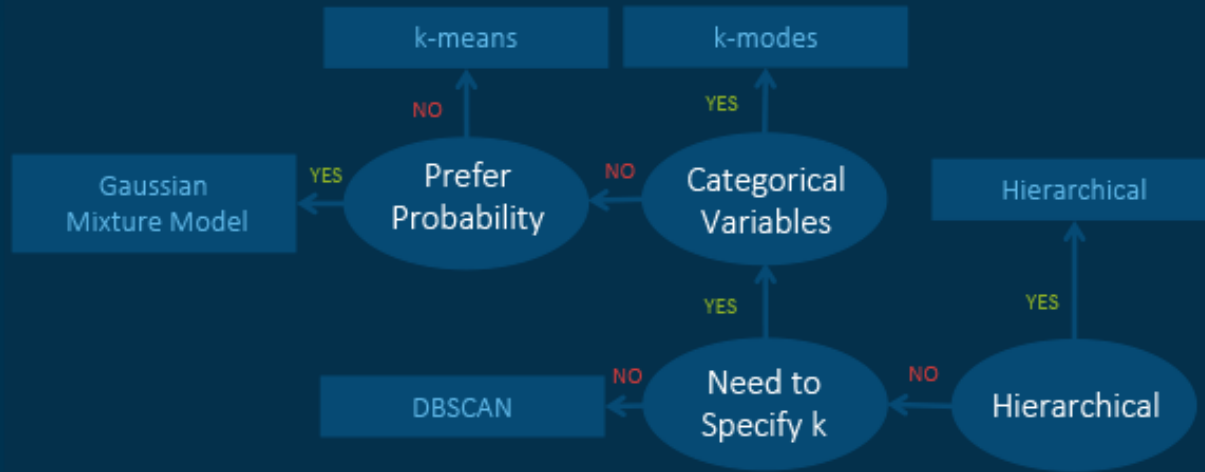 k-means
k-modes
NO
YES
Gaussian
Mixture Model
YES
Prefer
Probability
NO
Categorical
Variables
Hierarchical
YES
YES
DBSCAN
NO
Need to
Specify k
NO
Hierarchical